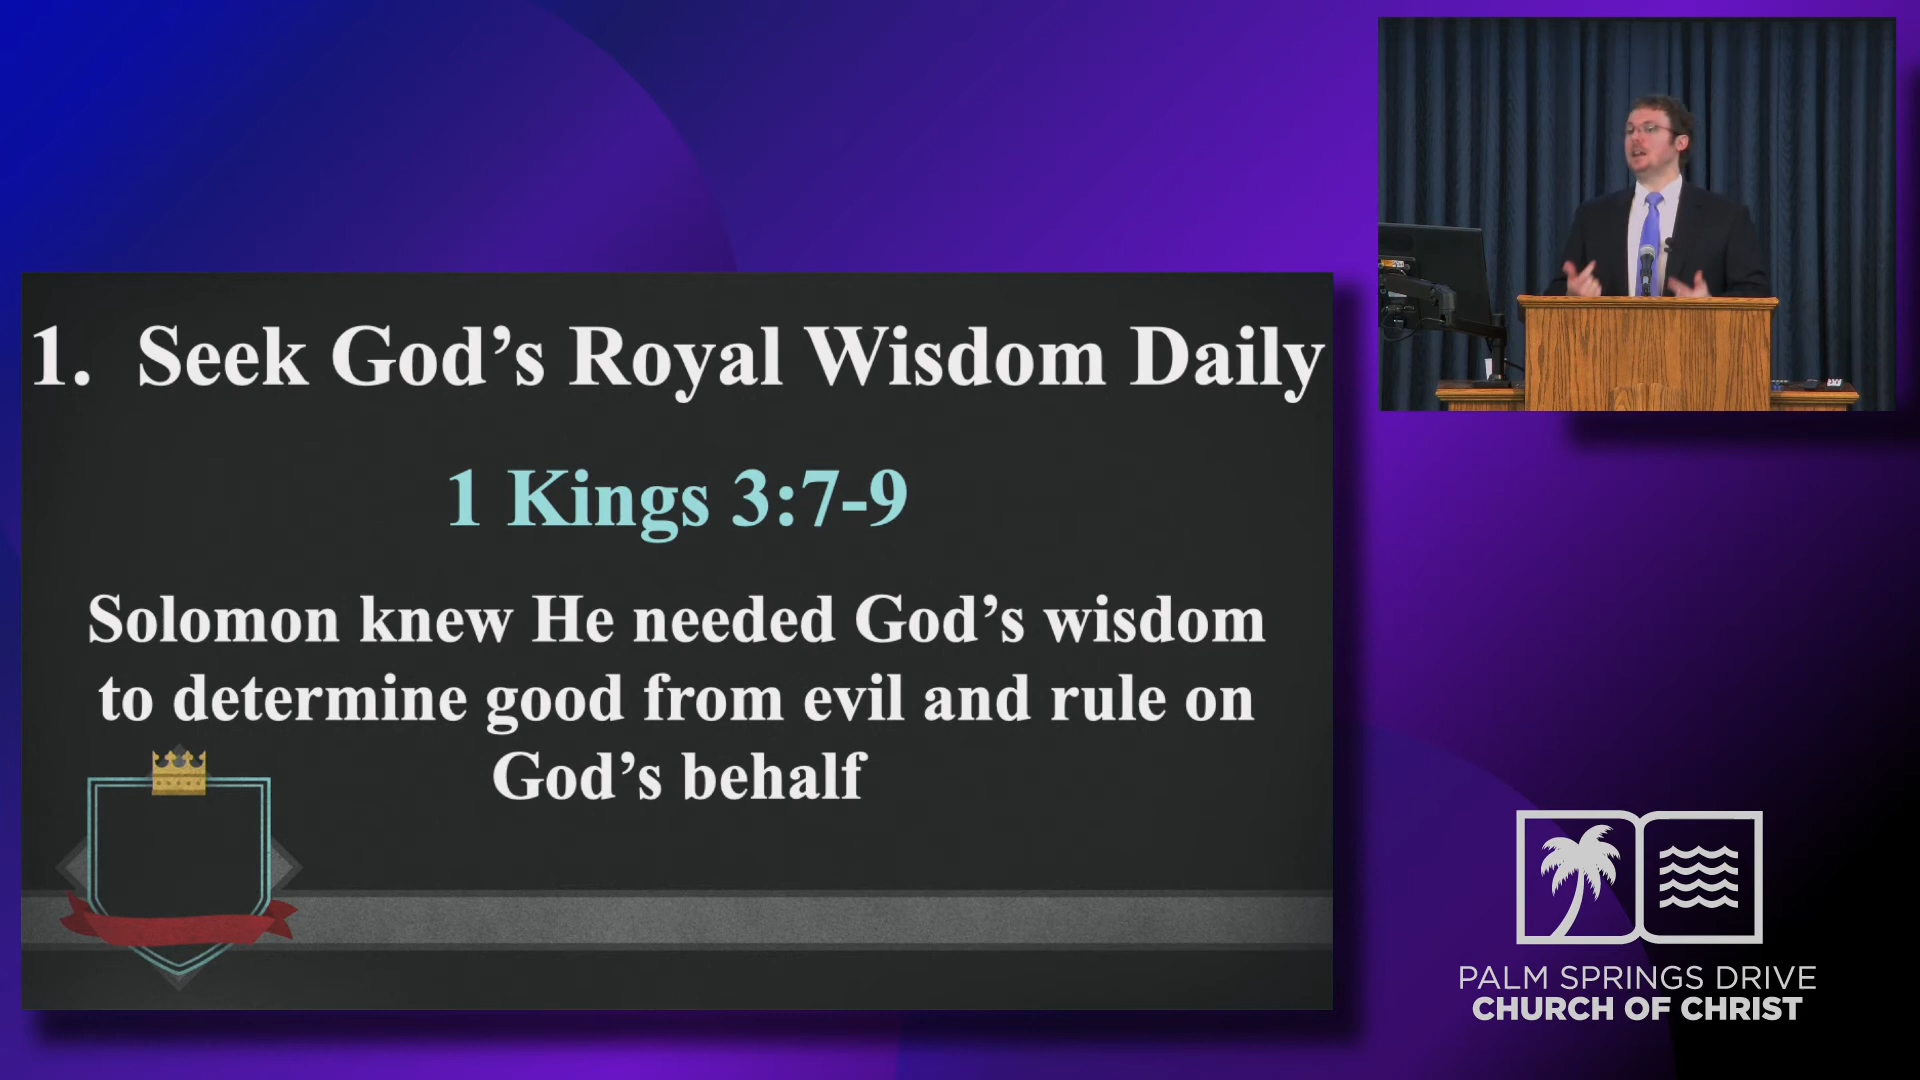 1. Seek God’s Royal Wisdom Daily
1 Kings 3:7-9
Solomon knew He needed God’s wisdom
to determine good from evil and rule on
God’s behalf
PALM SPRINGS DRIVE
CHURCH OF CHRIST